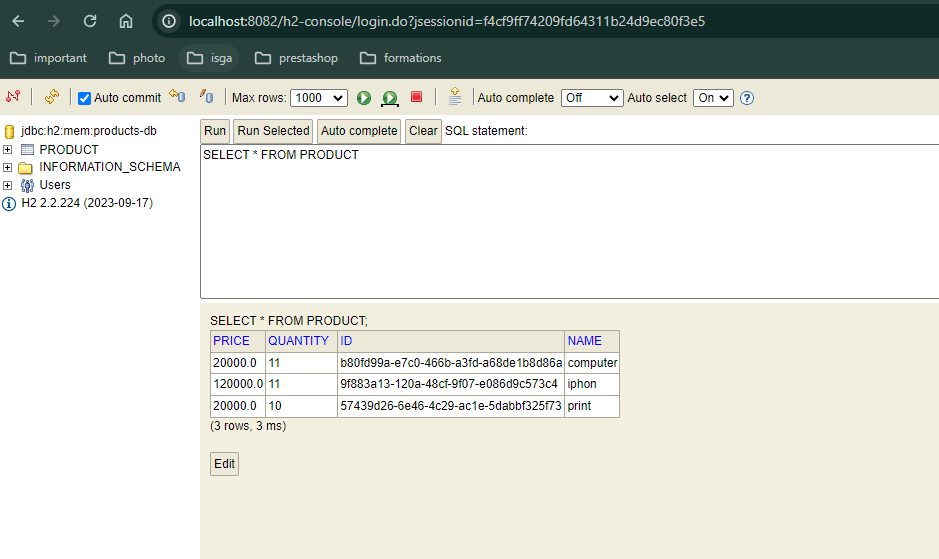 localhost:8082/h2-console/login.do?jsessionid=f4cf9ff74209fd64311b24d9ec80f3e5
important photo isga prestashop formations
Auto commit Max rows: 1000 Auto complete Off Auto select On ?
jdbc:h2:mem:products-db
PRODUCT
INFORMATION_SCHEMA
Users
H2 2.2.224 (2023-09-17)
Run Run Selected Auto complete Clear SQL statement:
SELECT * FROM PRODUCT
SELECT * FROM PRODUCT;
PRICE QUANTITY ID NAME
20000.0 11 b80fd99a-e7c0-466b-a3fd-a68de1b8d86a computer
120000.0 11 9f883a13-120a-48cf-9f07-e086d9c573c4 iphon
20000.0 10 57439d26-6e46-4c29-ac1e-5dabbf325f73 print
(3 rows, 3 ms)
Edit